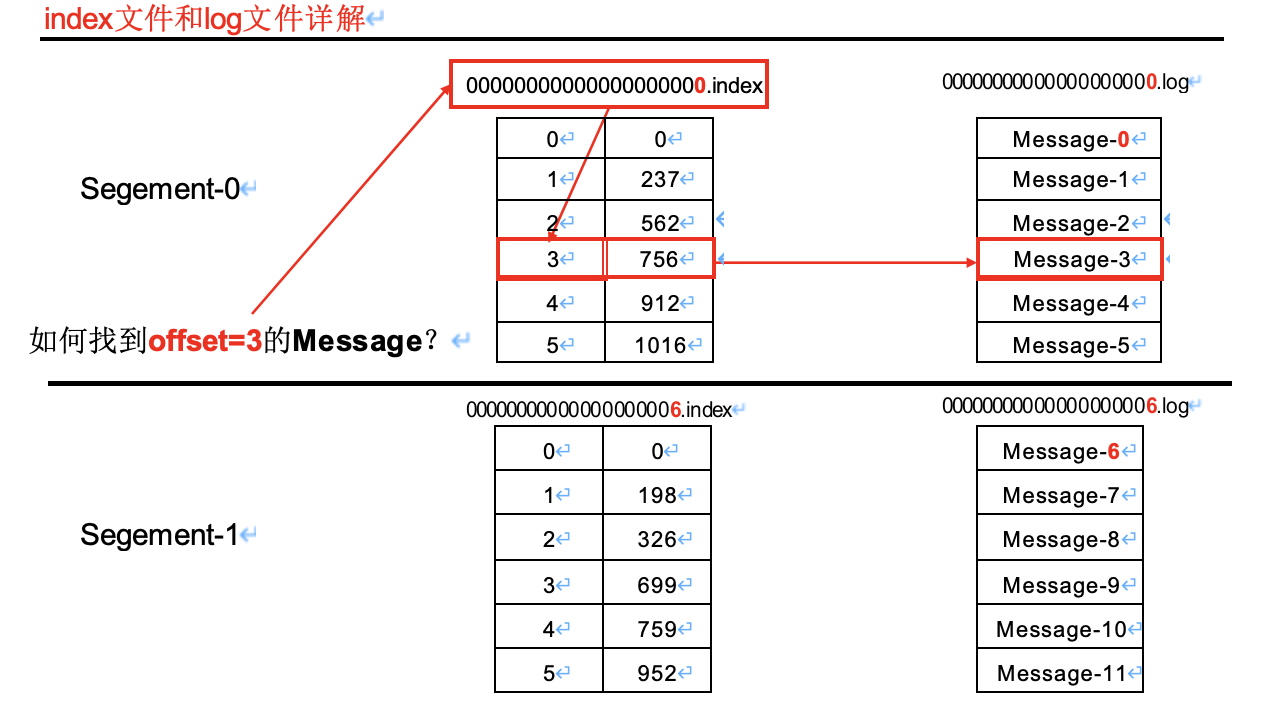 index文件和log文件详解
00000000000000000000.index
00000000000000000000.log
Segement-0
0 0
1 237
2 562
3 756
4 912
5 1016
Message-0
Message-1
Message-2
Message-3
Message-4
Message-5
如何找到offset=3的Message？
00000000000000000006.index
00000000000000000006.log
Segement-1
0 0
1 198
2 326
3 699
4 759
5 952
Message-6
Message-7
Message-8
Message-9
Message-10
Message-11